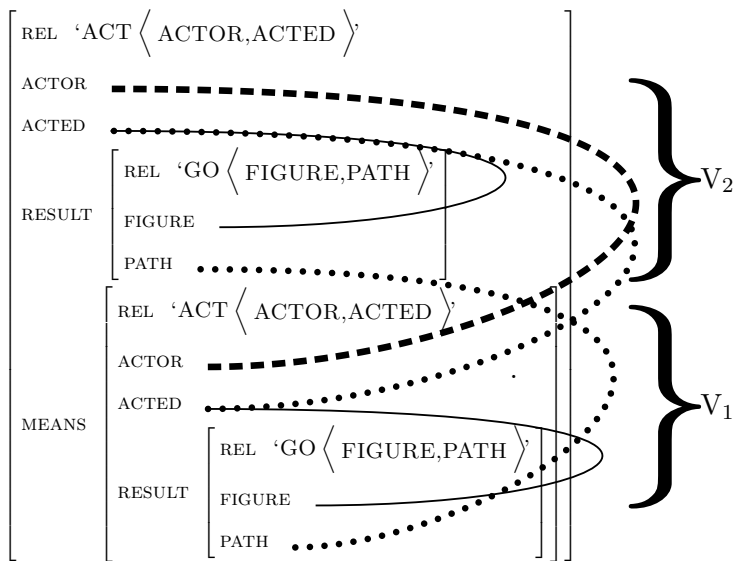 REL ‘ACT⟨ACTOR,ACTED⟩’
ACTOR
ACTED
REL ‘GO⟨FIGURE,PATH⟩’
V2
RESULT FIGURE
PATH
REL ‘ACT⟨ACTOR,ACTED⟩’
ACTOR
ACTED
V1
MEANS
REL ‘GO⟨FIGURE,PATH⟩’
RESULT FIGURE
PATH